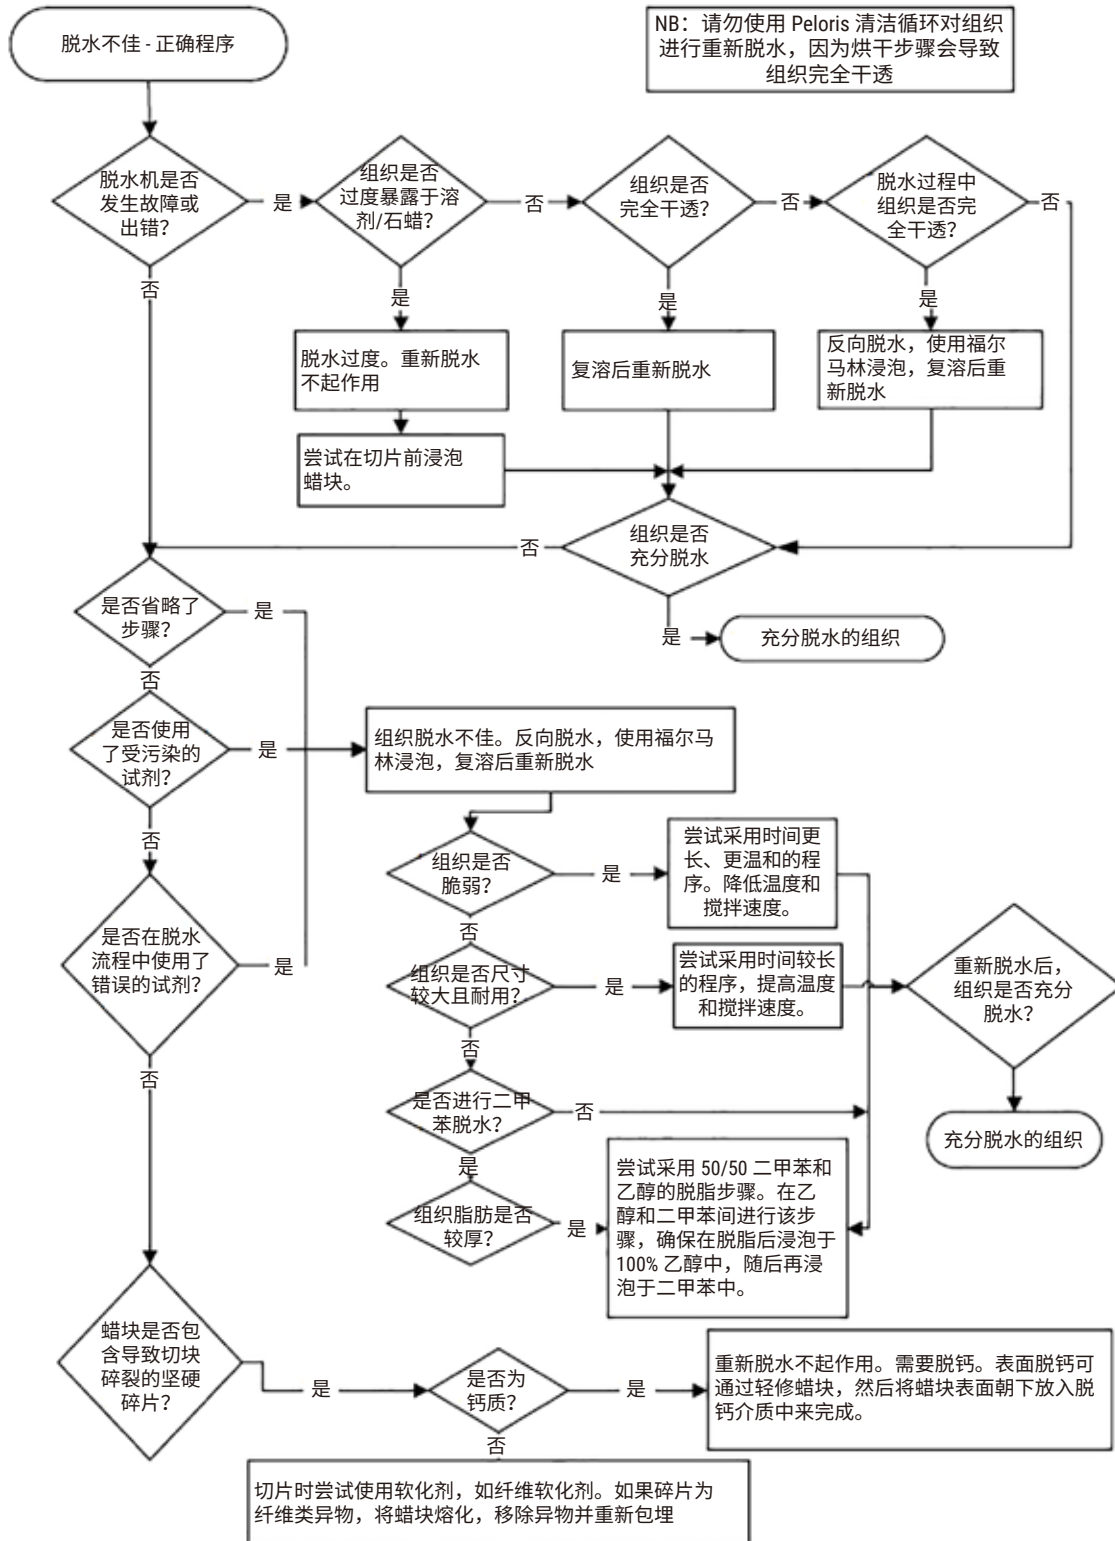 脱水不佳 - 正确程序
NB：请勿使用 Peloris 清洁循环对组织
进行重新脱水，因为烘干步骤会导致
组织完全干透
脱水机是否
发生故障或
出错？
是
组织是否
过度暴露于溶
剂/石蜡？
否
组织是否
完全干透？
否
脱水过程中
组织是否完
全干透？
否
否
是
是
是
脱水过度。重新脱水
不起作用
复溶后重新脱水
反向脱水，使用福尔
马林浸泡，复溶后重
新脱水
尝试在切片前浸泡
蜡块。
组织是否
充分脱水
否
是
充分脱水的组织
是否省略了
步骤？
是
否
是否使用
了受污染的
试剂？
是
组织脱水不佳。反向脱水，使用福尔马
林浸泡，复溶后重新脱水
否
组织是否
脆弱？
是
尝试采用时间更
长、更温和的程
序。降低温度和
搅拌速度。
否
是否在脱水
流程中使用了
错误的试剂？
是
组织是否尺寸
较大且耐用？
是
尝试采用时间较长
的程序，提高温度
和搅拌速度。
重新脱水后，
组织是否充分
脱水？
否
否
是否进行二甲
苯脱水？
否
充分脱水的组织
是
组织脂肪是否
较厚？
是
尝试采用 50/50 二甲苯和
乙醇的脱脂步骤。在乙
醇和二甲苯间进行该步
骤，确保在脱脂后浸泡于
100% 乙醇中，随后再浸
泡于二甲苯中。
蜡块是否包
含导致切块
碎裂的坚硬
碎片？
是
是否为
钙质？
是
重新脱水不起作用。需要脱钙。表面脱钙可
通过轻修蜡块，然后将蜡块表面朝下放入脱
钙介质中来完成。
否
切片时尝试使用软化剂，如纤维软化剂。如果碎片为
纤维类异物，将蜡块熔化，移除异物并重新包埋